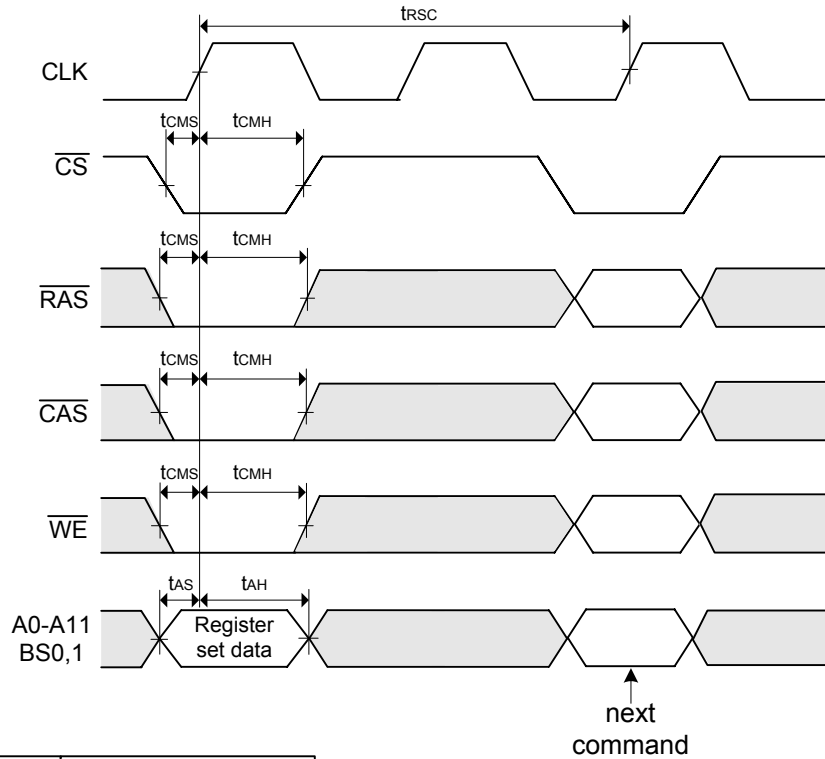 tRSC
CLK
tCMS tCMH
CS
tCMS tCMH
RAS
tCMS tCMH
CAS
tCMS tCMH
WE
tAS tAH
A0-A11
BS0,1
Register
set data
next
command